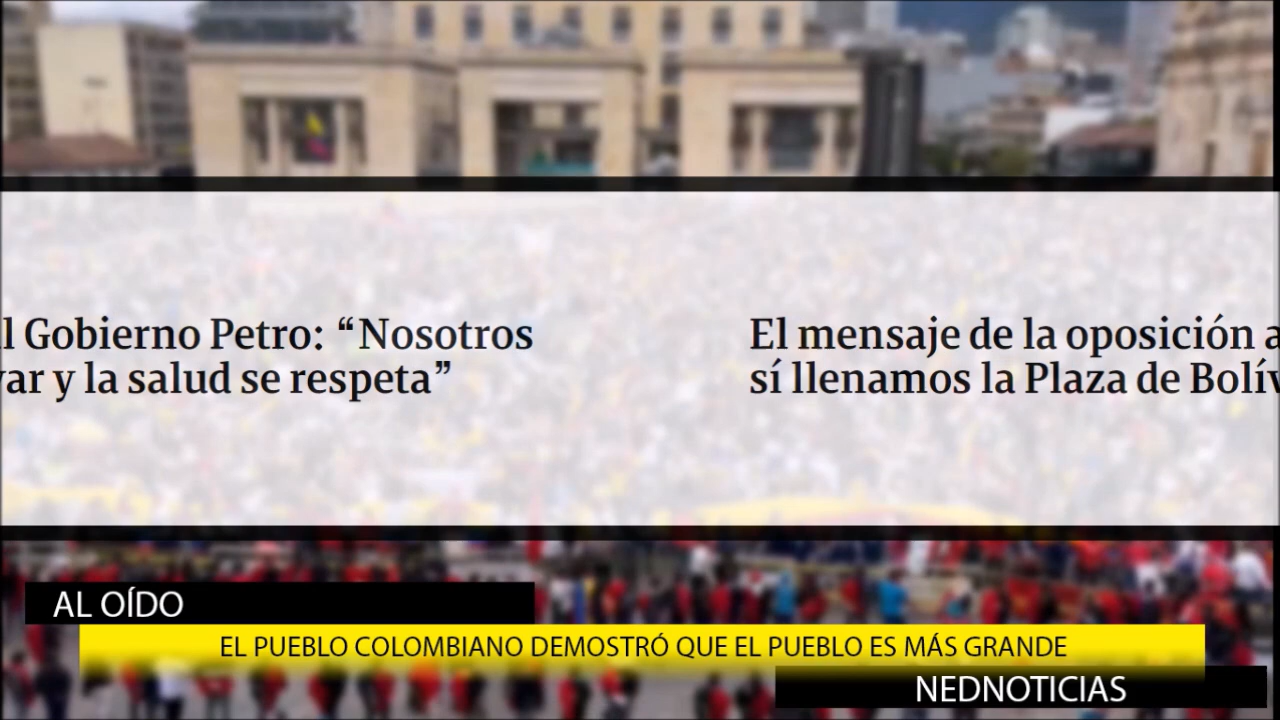 l Gobierno Petro: “Nosotros
var y la salud se respeta”
El mensaje de la oposición a
sí llenamos la Plaza de Bolív
AL OÍDO
EL PUEBLO COLOMBIANO DEMOSTRÓ QUE EL PUEBLO ES MÁS GRANDE
NEDNOTICIAS